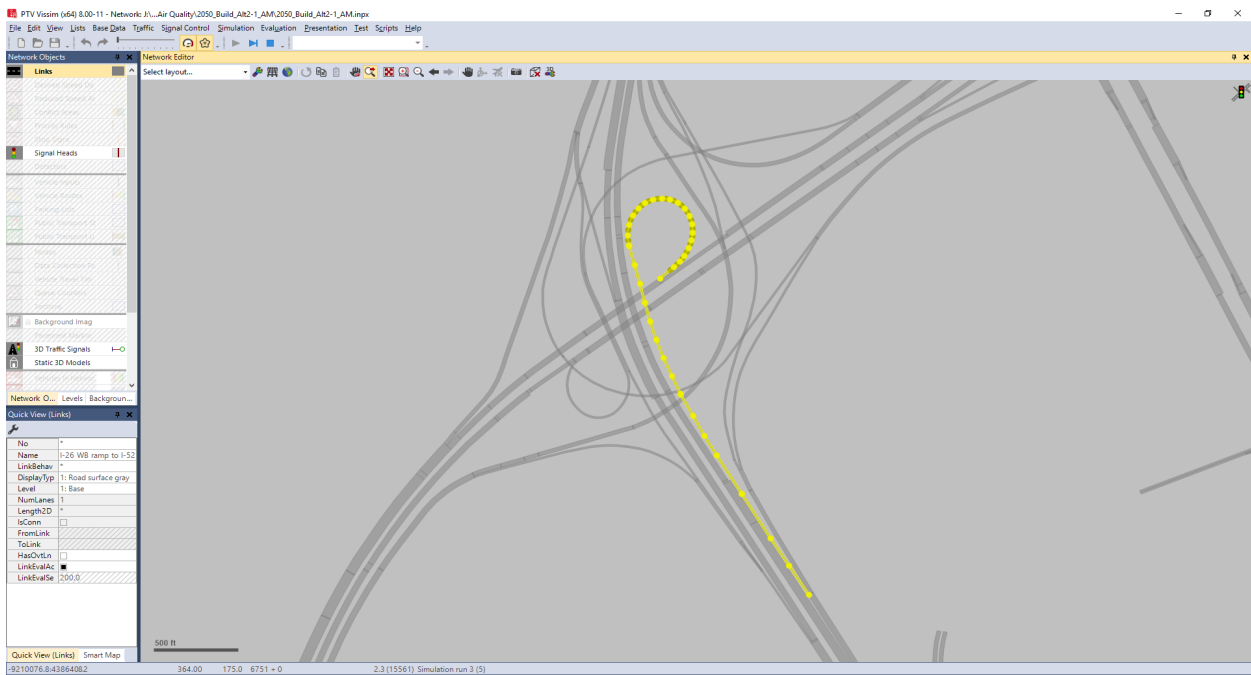 PTV Vissim (x64) 8.00-11 - Network: J:\...Air Quality\2050_Build_Alt2-1_AM\2050_Build_Alt2-1_AM.inpx
File Edit View Lists Base Data Traffic Signal Control Simulation Evaluation Presentation Test Scripts Help
Network Objects
Network Editor
Links
Select layout...
Signal Heads
Background Imag
3D Traffic Signals
Static 3D Models
Network O... Levels Backgroun...
Quick View (Links)
No *
Name I-26 WB ramp to I-52
LinkBehav *
DisplayTyp 1: Road surface gray
Level 1: Base
NumLanes 1
Length2D *
IsConn
FromLink
ToLink
HasOvtLn
LinkEvalAc
LinkEvalSe 200.0
500 ft
Quick View (Links) Smart Map
-9210076.8:4386408.2 364.00 175.0 6751 + 0 2.3 (15561) Simulation run 3 (5)